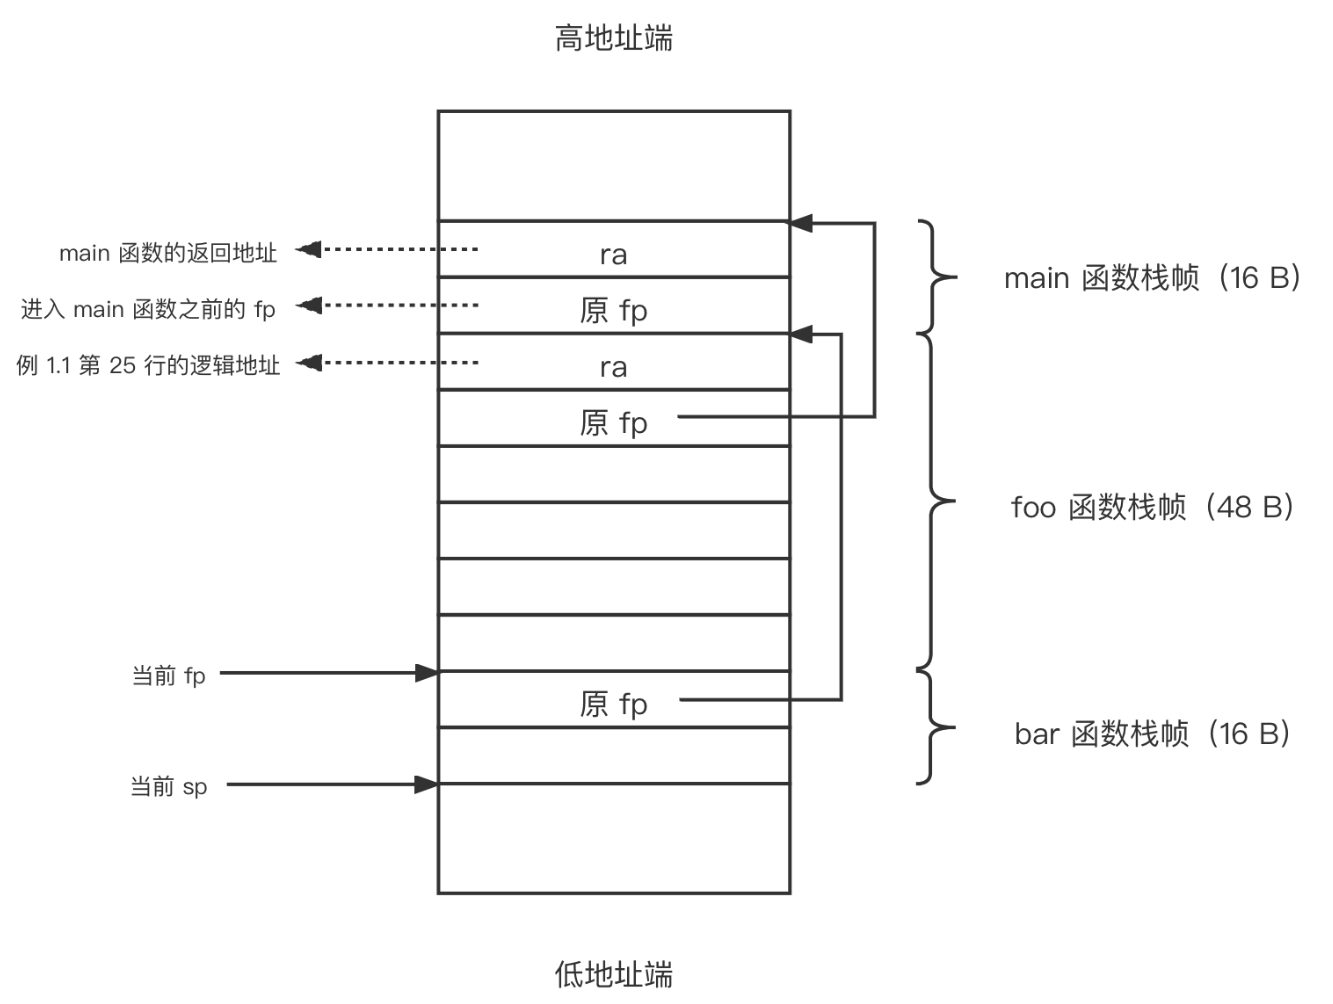 高地址端
main 函数的返回地址
ra
main 函数栈帧（16 B）
进入 main 函数之前的 fp
原 fp
例 1.1 第 25 行的逻辑地址
ra
原 fp
foo 函数栈帧（48 B）
当前 fp
原 fp
bar 函数栈帧（16 B）
当前 sp
低地址端